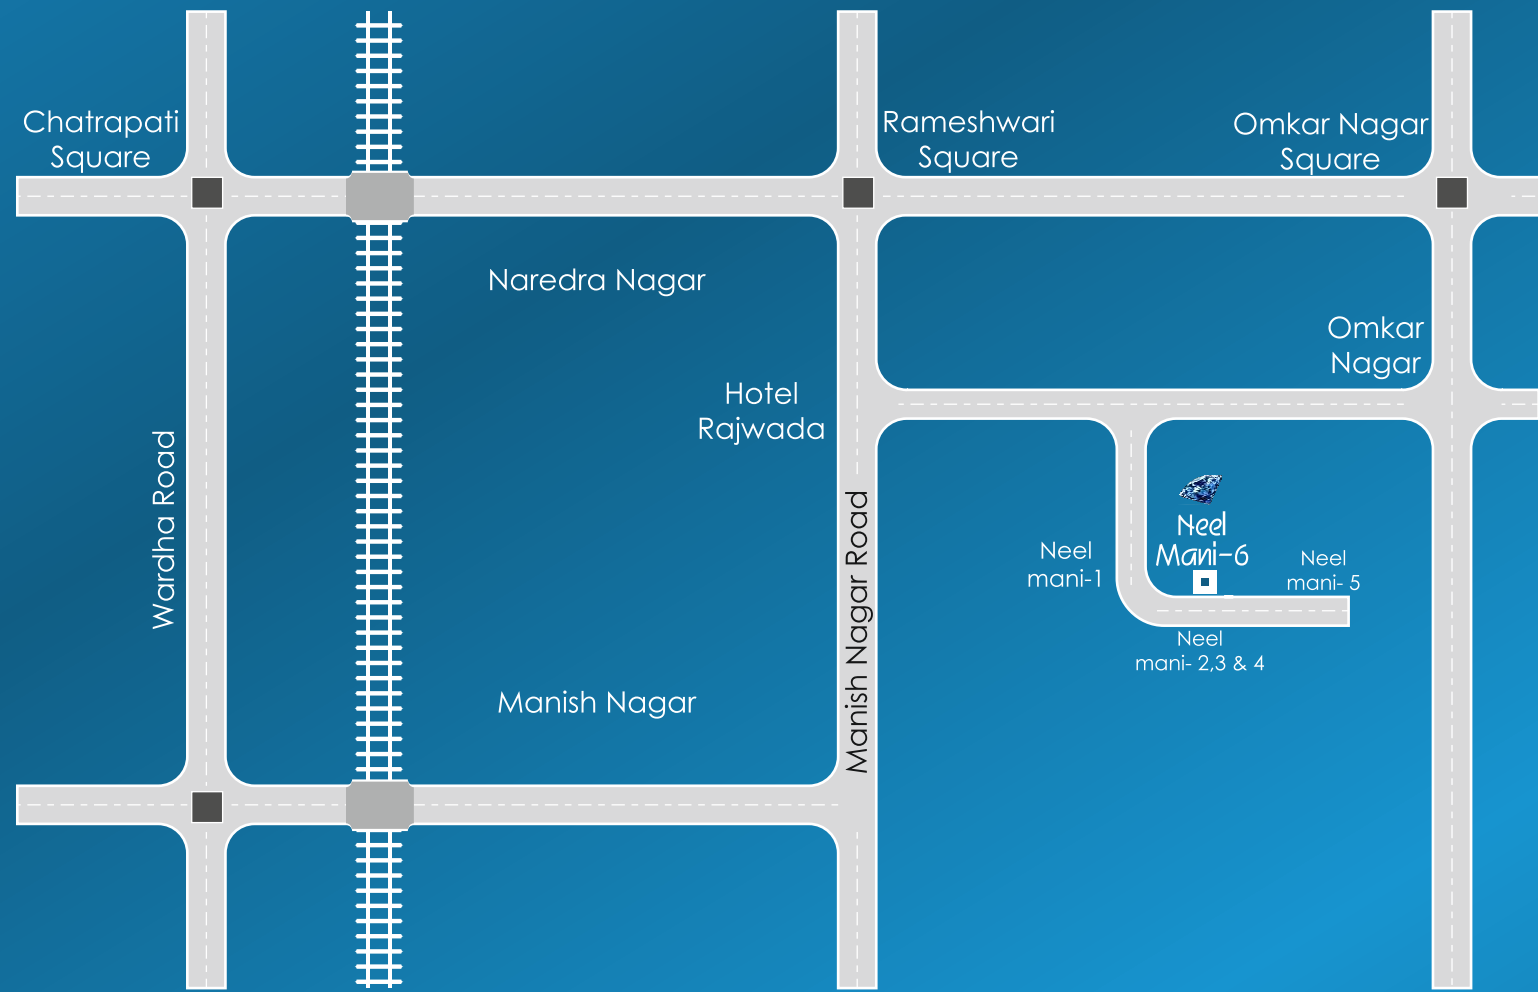 Chatrapati
Square
Rameshwari
Square
Omkar Nagar
Square
Naredra Nagar
Omkar
Nagar
Hotel
Rajwada
Wardha Road
Manish Nagar Road
Neel
Mani-6
Neel
mani-1
Neel
mani- 5
Neel
mani- 2,3 & 4
Manish Nagar